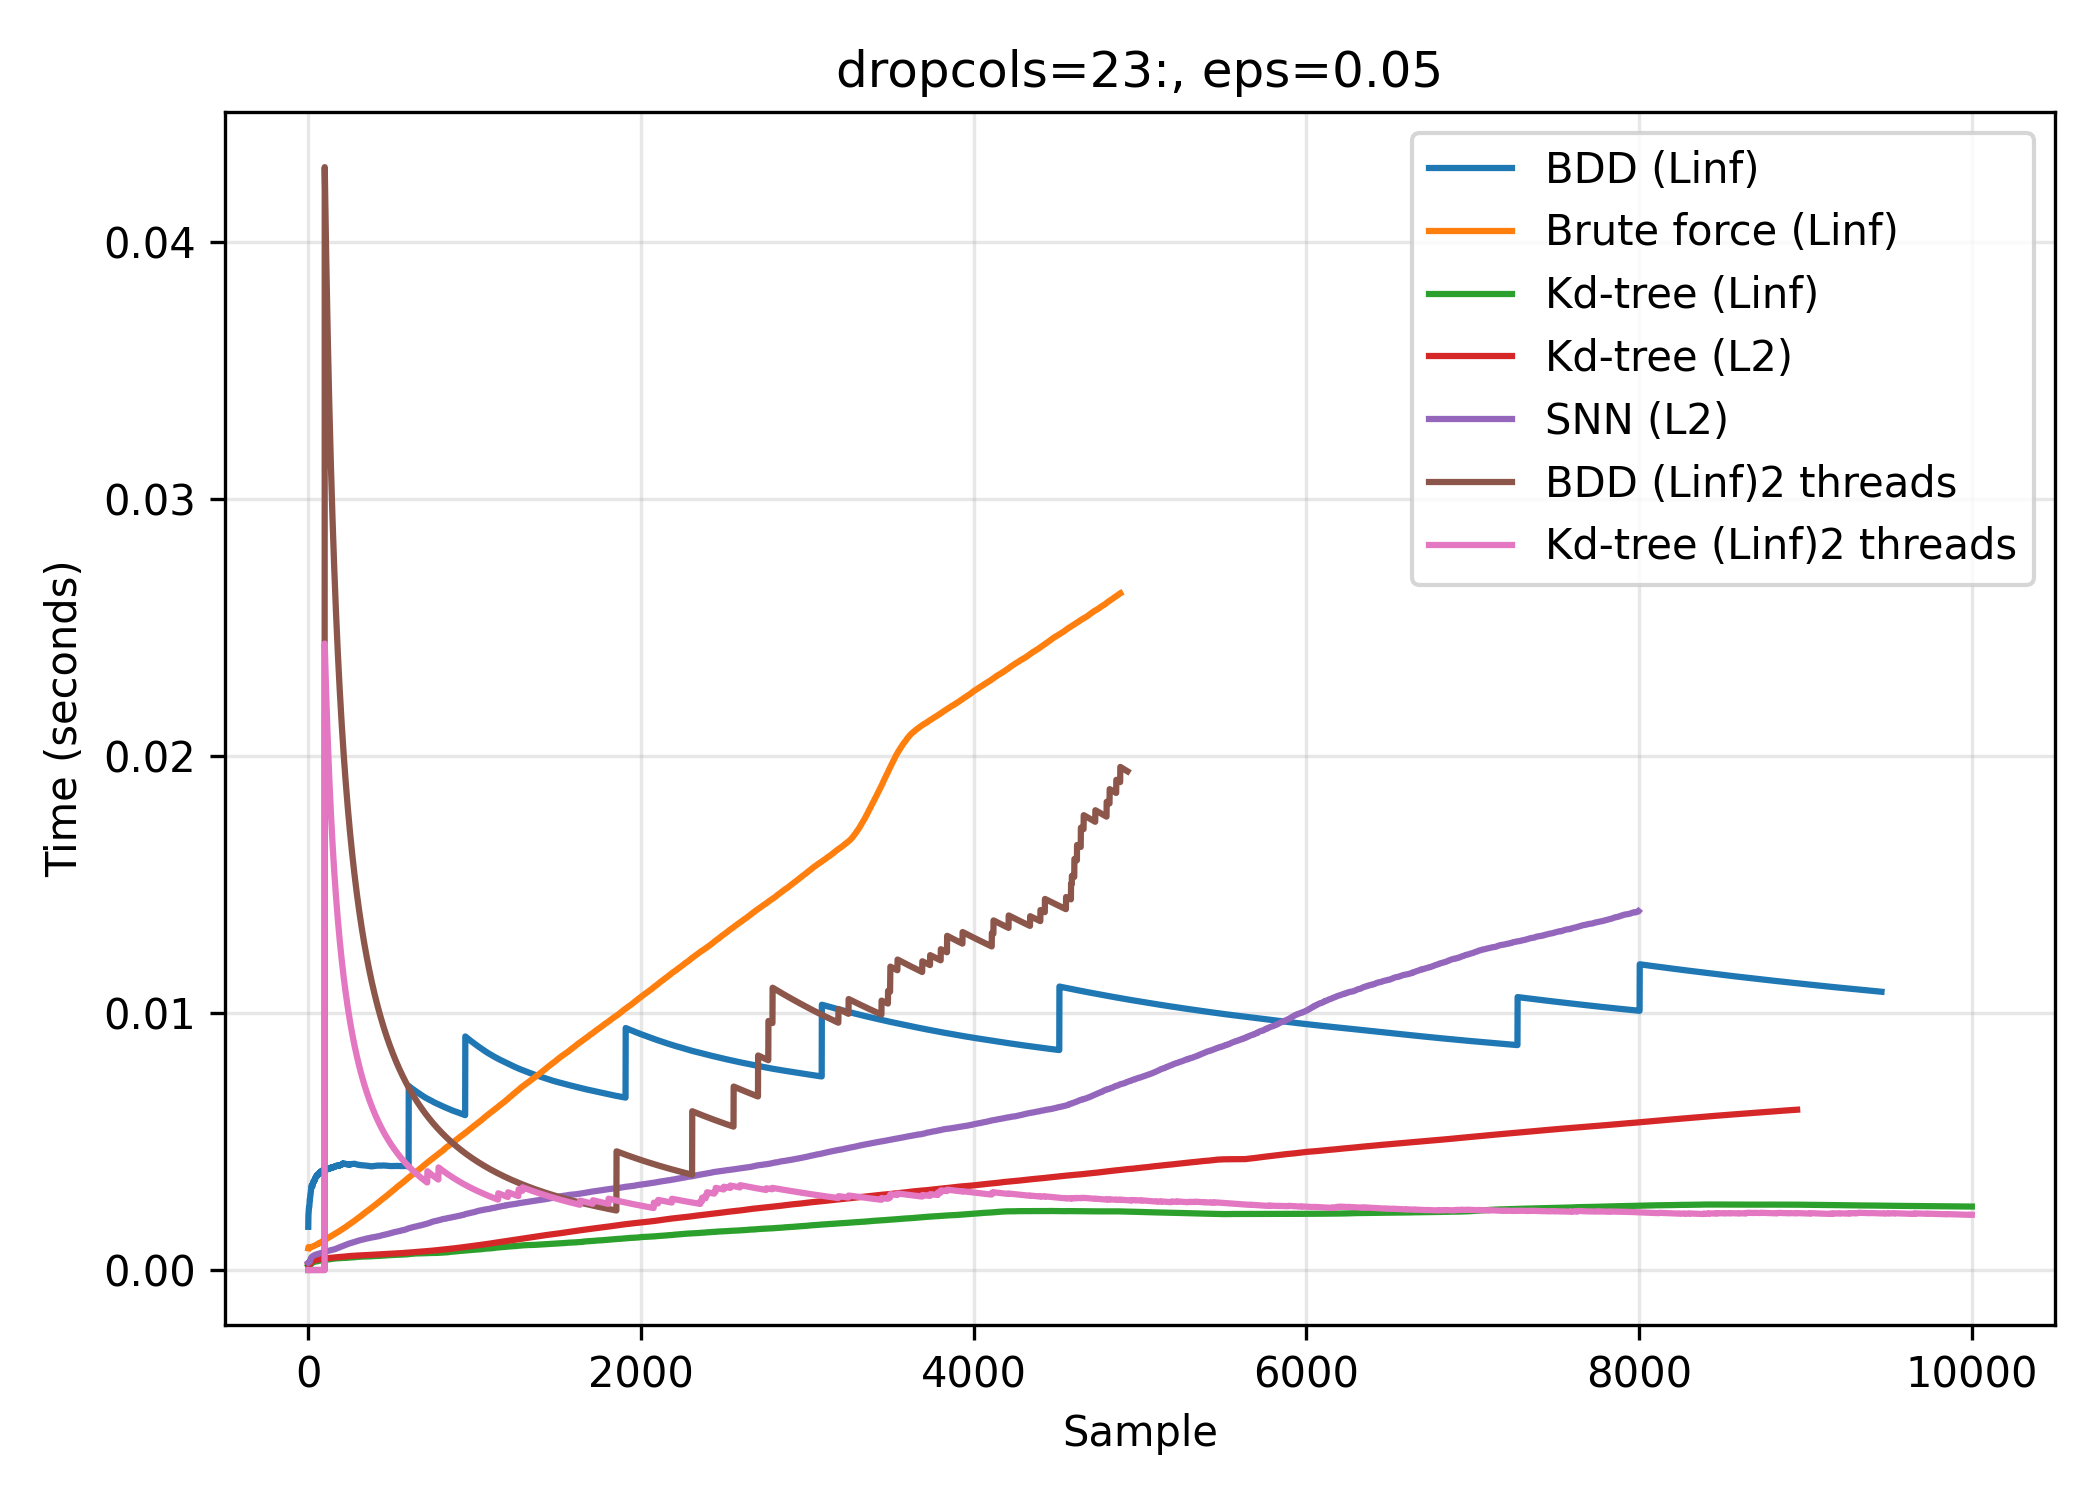 dropcols=23:, eps=0.05
BDD (Linf)
Brute force (Linf)
Kd-tree (Linf)
Kd-tree (L2)
SNN (L2)
BDD (Linf)2 threads
Kd-tree (Linf)2 threads
Time (seconds)
0.04
0.03
0.02
0.01
0.00
0
2000
4000
6000
8000
10000
Sample